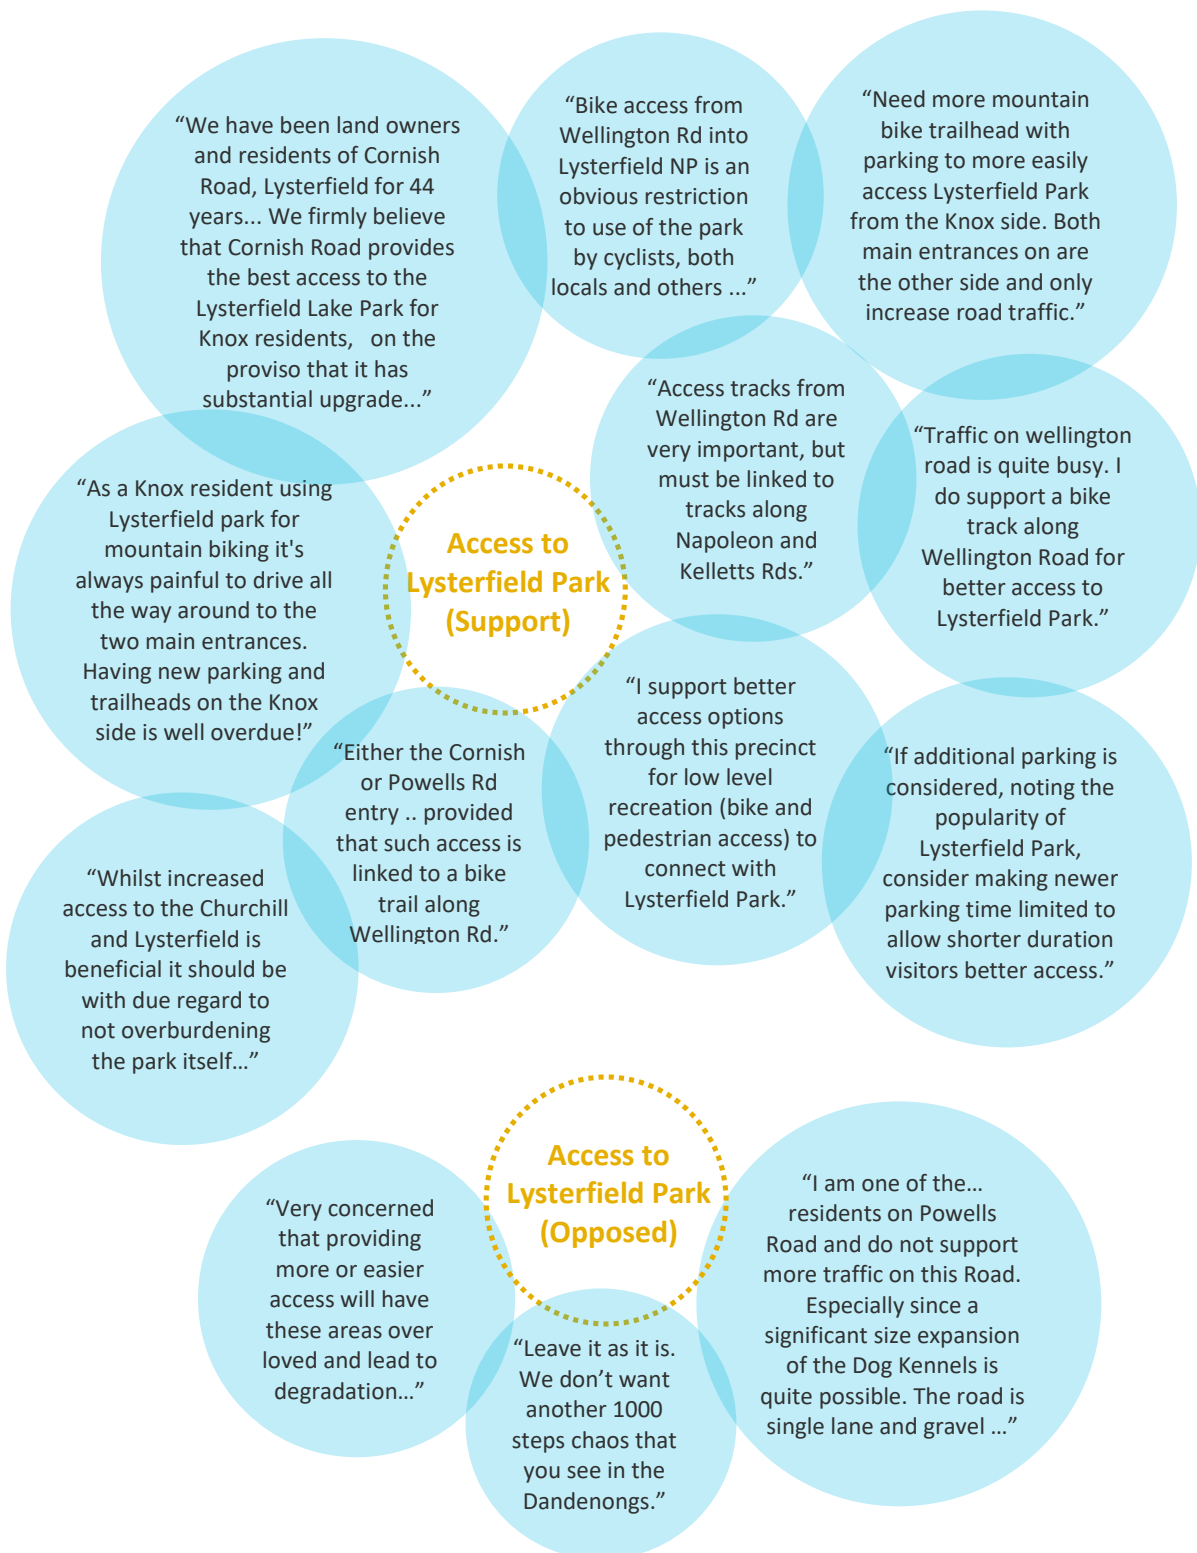 “We have been land owners
and residents of Cornish
Road, Lysterfield for 44
years... We firmly believe
that Cornish Road provides
the best access to the
Lysterfield Lake Park for
Knox residents,   on the
proviso that it has
substantial upgrade...”
“Bike access from
Wellington Rd into
Lysterfield NP is an
obvious restriction
to use of the park
by cyclists, both
locals and others ...”
“Need more mountain
bike trailhead with
parking to more easily
access Lysterfield Park
from the Knox side. Both
main entrances on are
the other side and only
increase road traffic.”
“Access tracks from
Wellington Rd are
very important, but
must be linked to
tracks along
Napoleon and
Kelletts Rds.”
“Traffic on wellington
road is quite busy. I
do support a bike
track along
Wellington Road for
better access to
Lysterfield Park.”
“As a Knox resident using
Lysterfield park for
mountain biking it's
always painful to drive all
the way around to the
two main entrances.
Having new parking and
trailheads on the Knox
side is well overdue!”
Access to
Lysterfield Park
(Support)
“Either the Cornish
or Powells Rd
entry .. provided
that such access is
linked to a bike
trail along
Wellington Rd.”
“I support better
access options
through this precinct
for low level
recreation (bike and
pedestrian access) to
connect with
Lysterfield Park.”
“If additional parking is
considered, noting the
popularity of
Lysterfield Park,
consider making newer
parking time limited to
allow shorter duration
visitors better access.”
“Whilst increased
access to the Churchill
and Lysterfield is
beneficial it should be
with due regard to
not overburdening
the park itself…”
Access to
Lysterfield Park
(Opposed)
“Very concerned
that providing
more or easier
access will have
these areas over
loved and lead to
degradation…”
“Leave it as it is.
We don’t want
another 1000
steps chaos that
you see in the
Dandenongs.”
“I am one of the…
residents on Powells
Road and do not support
more traffic on this Road.
Especially since a
significant size expansion
of the Dog Kennels is
quite possible. The road is
single lane and gravel …”